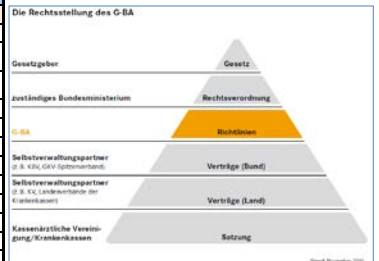 Die Rechtsstellung des G-BA
Gesetzgeber
Gesetz
zuständiges Bundesministerium
Rechtsverordnung
G-BA
Richtlinien
Selbstverwaltungspartner
(z. B. KBV, GKV-Spitzenverband)
Verträge (Bund)
Selbstverwaltungspartner
(z. B. KV, Landesverbände der
Krankenkassen)
Verträge (Land)
Kassenärztliche Vereini-
gung/Krankenkassen
Satzung